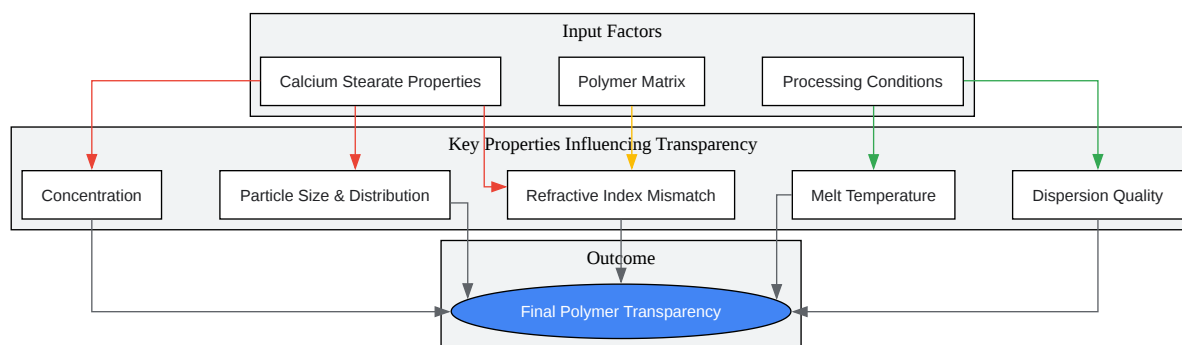 Input Factors
Calcium Stearate Properties
Polymer Matrix
Processing Conditions
Key Properties Influencing Transparency
Concentration
Particle Size & Distribution
Refractive Index Mismatch
Melt Temperature
Dispersion Quality
Outcome
Final Polymer Transparency